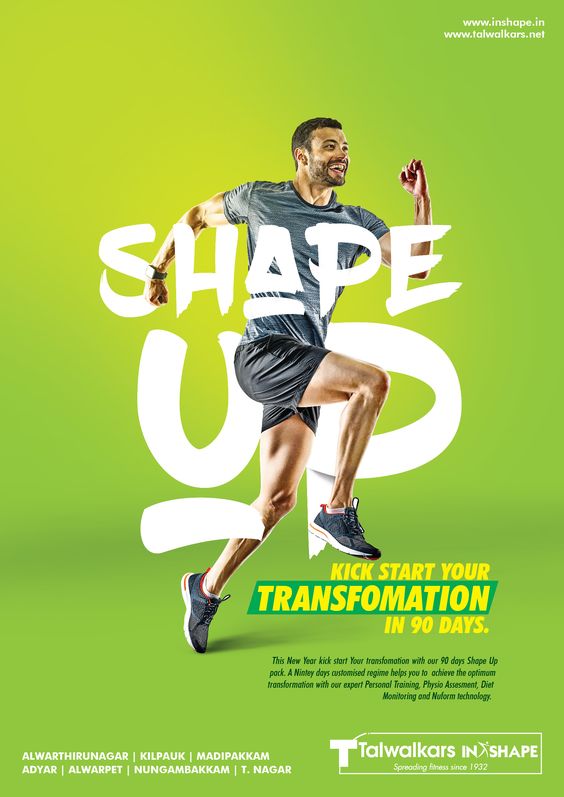 www.inshape.in
www.talwalkars.net
SHAPE
UP
KICK START YOUR
TRANSFOMATION
IN 90 DAYS.
This New Year kick start Your transfomation with our 90 days Shape Up
pack. A Nintey days customised regime helps you to achieve the optimum
transformation with our expert Personal Training, Physio Assesment, Diet
Monitoring and Nuform technology.
ALWARTHIRUNAGAR | KILPAUK | MADIPAKKAM
ADYAR | ALWARPET | NUNGAMBAKKAM | T. NAGAR
Talwalkars INSHAPE
Spreading fitness since 1932